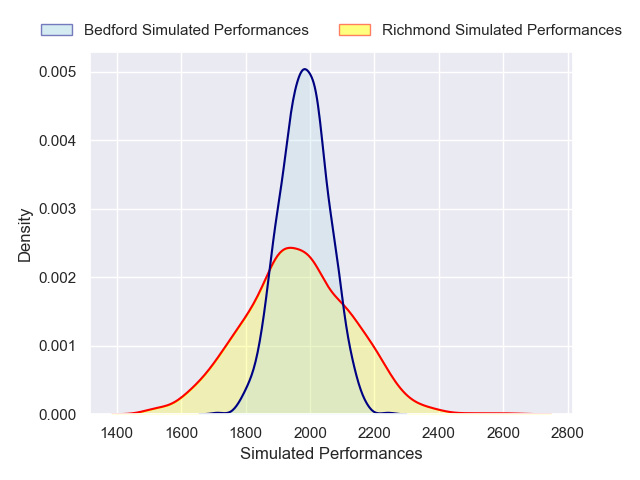 Bedford Simulated Performances Richmond Simulated Performances
0.005
0.004
0.003
0.002
0.001
0.000
Density
1400 1600 1800 2000 2200 2400 2600 2800
Simulated Performances